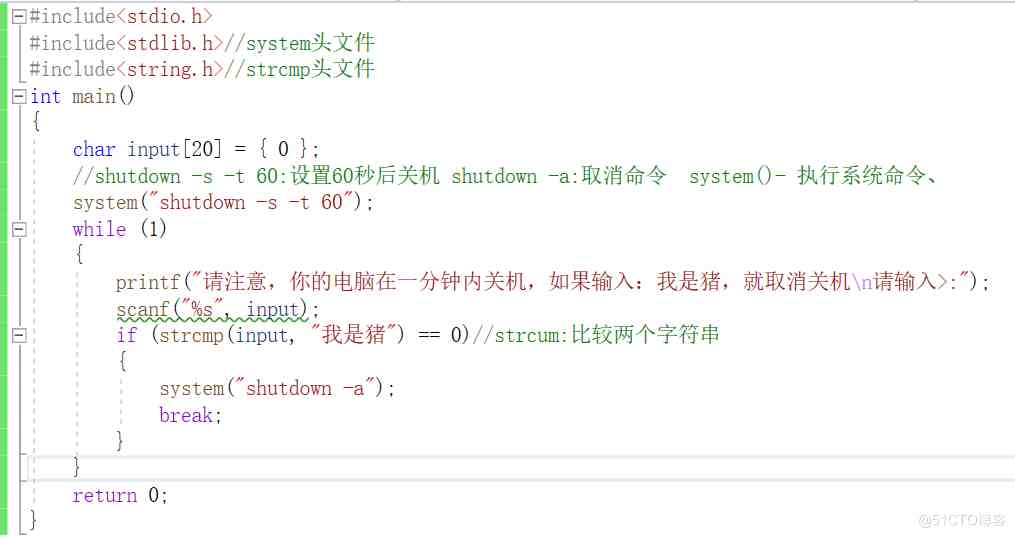 #include<stdio.h>
#include<stdlib.h>//system头文件
#include<string.h>//strcmp头文件
int main()
{
char input[20] = { 0 };
//shutdown -s -t 60:设置60秒后关机 shutdown -a:取消命令 system()- 执行系统命令、
system("shutdown -s -t 60");
while (1)
{
printf("请注意，你的电脑在一分钟内关机，如果输入：我是猪，就取消关机\n请输入>:");
scanf("%s", input);
if (strcmp(input, "我是猪") == 0)//strcum:比较两个字符串
{
system("shutdown -a");
break;
}
}
return 0;
}
@51CTO博客